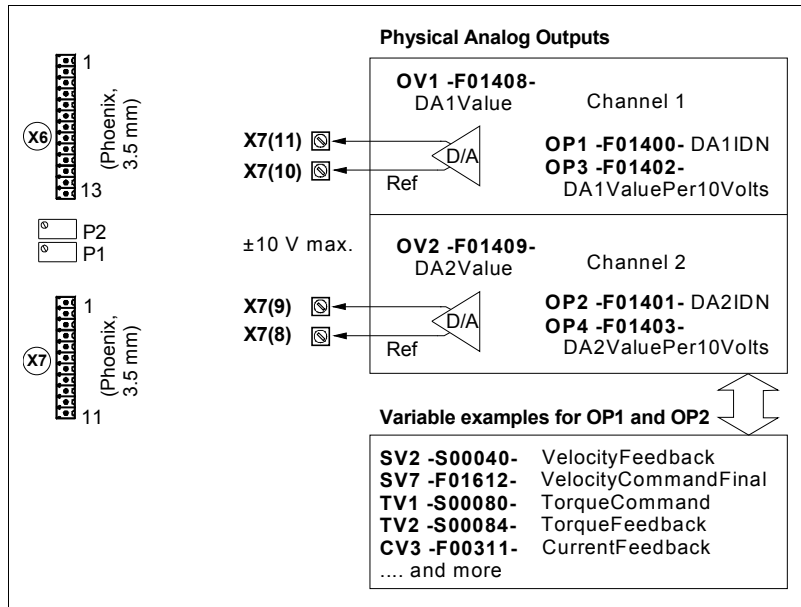 1
X6
(Phoenix,
3.5 mm)
13
P2
P1
1
X7
(Phoenix,
3.5 mm)
11
Physical Analog Outputs
OV1 -F01408-
DA1Value
Channel 1
X7(11)
X7(10)
D/A
Ref
OP1 -F01400- DA1IDN
OP3 -F01402-
DA1ValuePer10Volts
±10 V max.
OV2 -F01409-
DA2Value
Channel 2
X7(9)
X7(8)
D/A
Ref
OP2 -F01401- DA2IDN
OP4 -F01403-
DA2ValuePer10Volts
Variable examples for OP1 and OP2
SV2 -S00040- VelocityFeedback
SV7 -F01612- VelocityCommandFinal
TV1 -S00080- TorqueCommand
TV2 -S00084- TorqueFeedback
CV3 -F00311- CurrentFeedback
.... and more